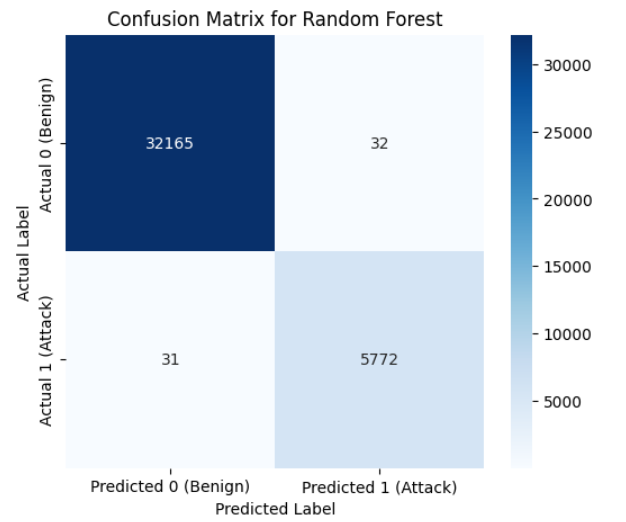 Confusion Matrix for Random Forest
Actual Label
Actual 0 (Benign)
32165
32
Actual 1 (Attack)
31
5772
Predicted 0 (Benign)
Predicted 1 (Attack)
Predicted Label
30000
25000
20000
15000
10000
5000